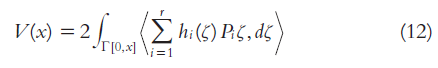 V(x) = 2 ∫_{Γ[0,x]} ⟨ ∑_{i=1}^{r} h_i(ζ) P_i ζ, dζ ⟩ (12)